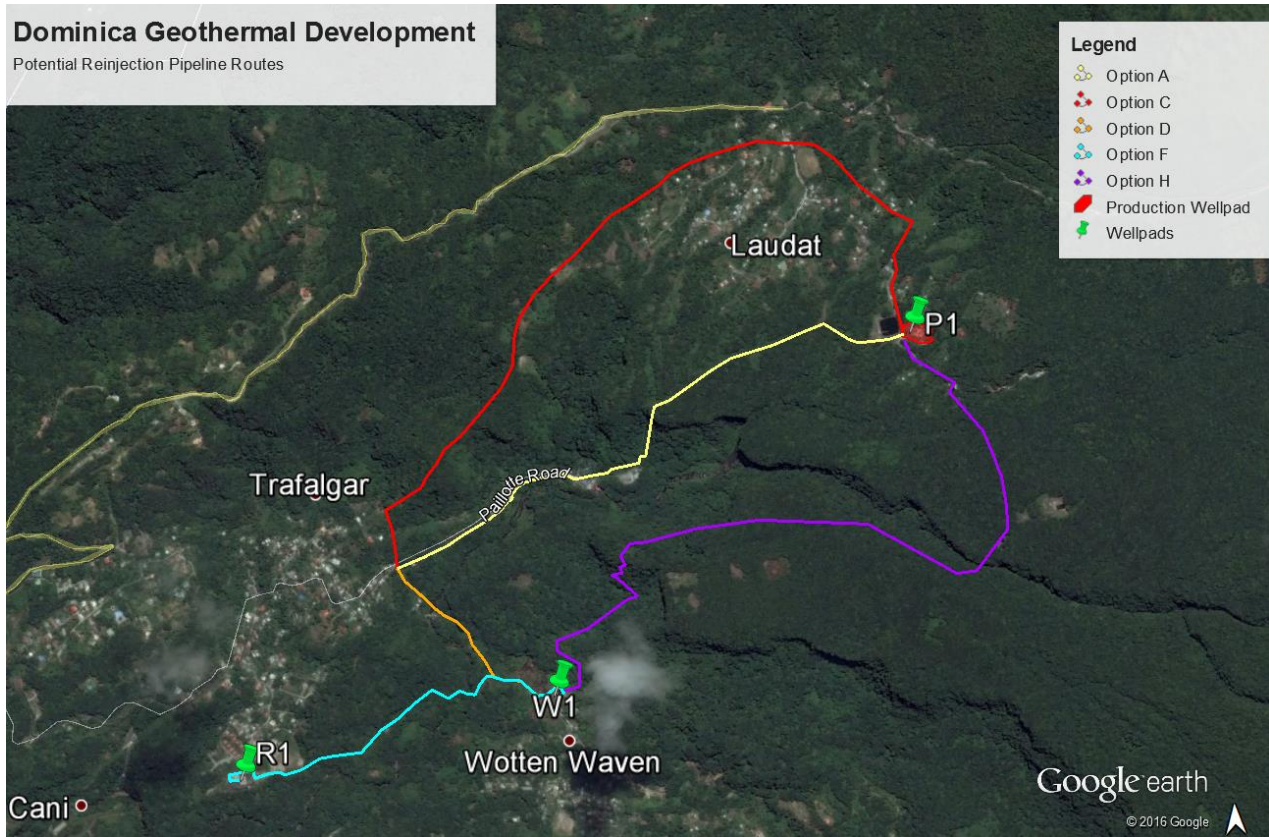 Dominica Geothermal Development
Potential Reinjection Pipeline Routes
Legend
Option A
Option C
Option D
Option F
Option H
Production Wellpad
Wellpads
Laudat
P1
Trafalgar
Paillotte Road
W1
R1
Wotten Waven
Cani
Google earth
© 2016 Google